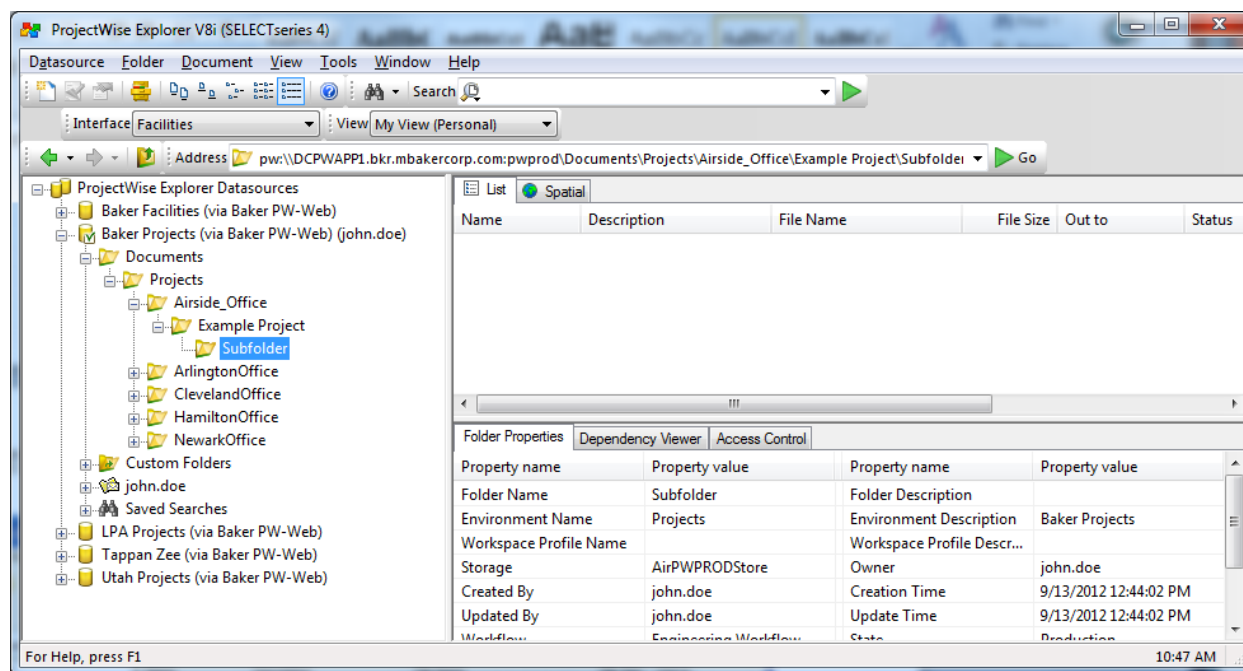 ProjectWise Explorer V8i (SELECTseries 4)
Datasource Folder Document View Tools Window Help
Search
Interface Facilities View My View (Personal)
Address pw:\\DCPWAPP1.bkr.mbakercorp.com:pwprod\Documents\Projects\Airside_Office\Example Project\Subfolder Go
ProjectWise Explorer Datasources
Baker Facilities (via Baker PW-Web)
Baker Projects (via Baker PW-Web) (john.doe)
Documents
Projects
Airside_Office
Example Project
Subfolder
ArlingtonOffice
ClevelandOffice
HamiltonOffice
NewarkOffice
Custom Folders
john.doe
Saved Searches
LPA Projects (via Baker PW-Web)
Tappan Zee (via Baker PW-Web)
Utah Projects (via Baker PW-Web)
List Spatial
Name Description File Name File Size Out to Status
Folder Properties Dependency Viewer Access Control
Property name Property value Property name Property value
Folder Name Subfolder Folder Description
Environment Name Projects Environment Description Baker Projects
Workspace Profile Name Workspace Profile Descr...
Storage AirPWPRODStore Owner john.doe
Created By john.doe Creation Time 9/13/2012 12:44:02 PM
Updated By john.doe Update Time 9/13/2012 12:44:02 PM
Workflow Engineering Workflow State Production
For Help, press F1 10:47 AM